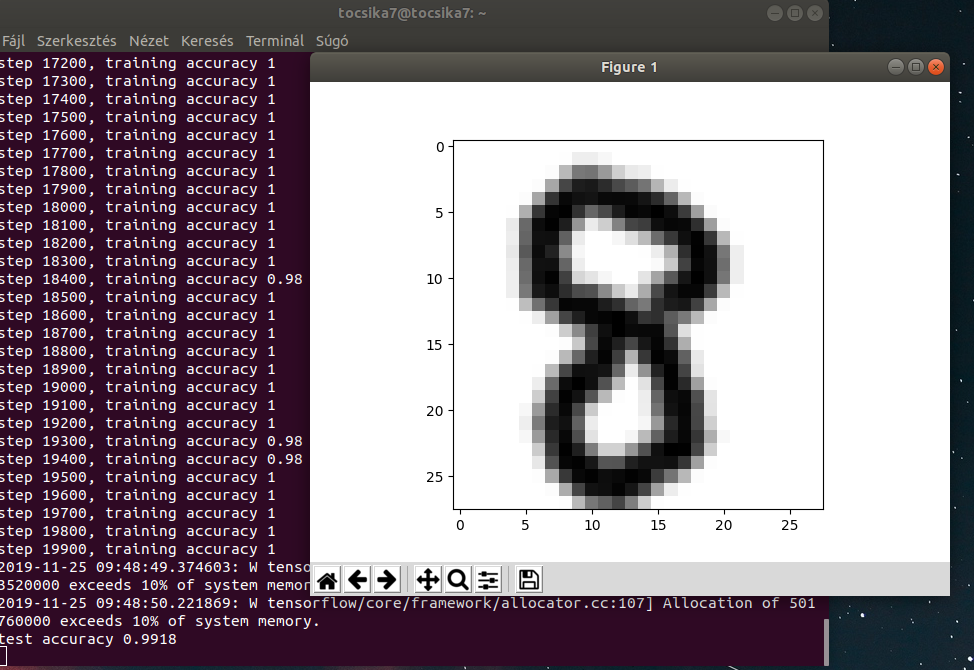 tocsika7@tocsika7: ~
Fájl Szerkesztés Nézet Keresés Terminál Súgó
step 17200, training accuracy 1
step 17300, training accuracy 1
step 17400, training accuracy 1
step 17500, training accuracy 1
step 17600, training accuracy 1
step 17700, training accuracy 1
step 17800, training accuracy 1
step 17900, training accuracy 1
step 18000, training accuracy 1
step 18100, training accuracy 1
step 18200, training accuracy 1
step 18300, training accuracy 1
step 18400, training accuracy 0.98
step 18500, training accuracy 1
step 18600, training accuracy 1
step 18700, training accuracy 1
step 18800, training accuracy 1
step 18900, training accuracy 1
step 19000, training accuracy 1
step 19100, training accuracy 1
step 19200, training accuracy 1
step 19300, training accuracy 0.98
step 19400, training accuracy 0.98
step 19500, training accuracy 1
step 19600, training accuracy 1
step 19700, training accuracy 1
step 19800, training accuracy 1
step 19900, training accuracy 1
2019-11-25 09:48:49.374603: W tenso
3520000 exceeds 10% of system memor
2019-11-25 09:48:50.221869: W tensorflow/core/framework/allocator.cc:107] Allocation of 501
760000 exceeds 10% of system memory.
test accuracy 0.9918
Figure 1
0
5
10
15
20
25
0 5 10 15 20 25
8